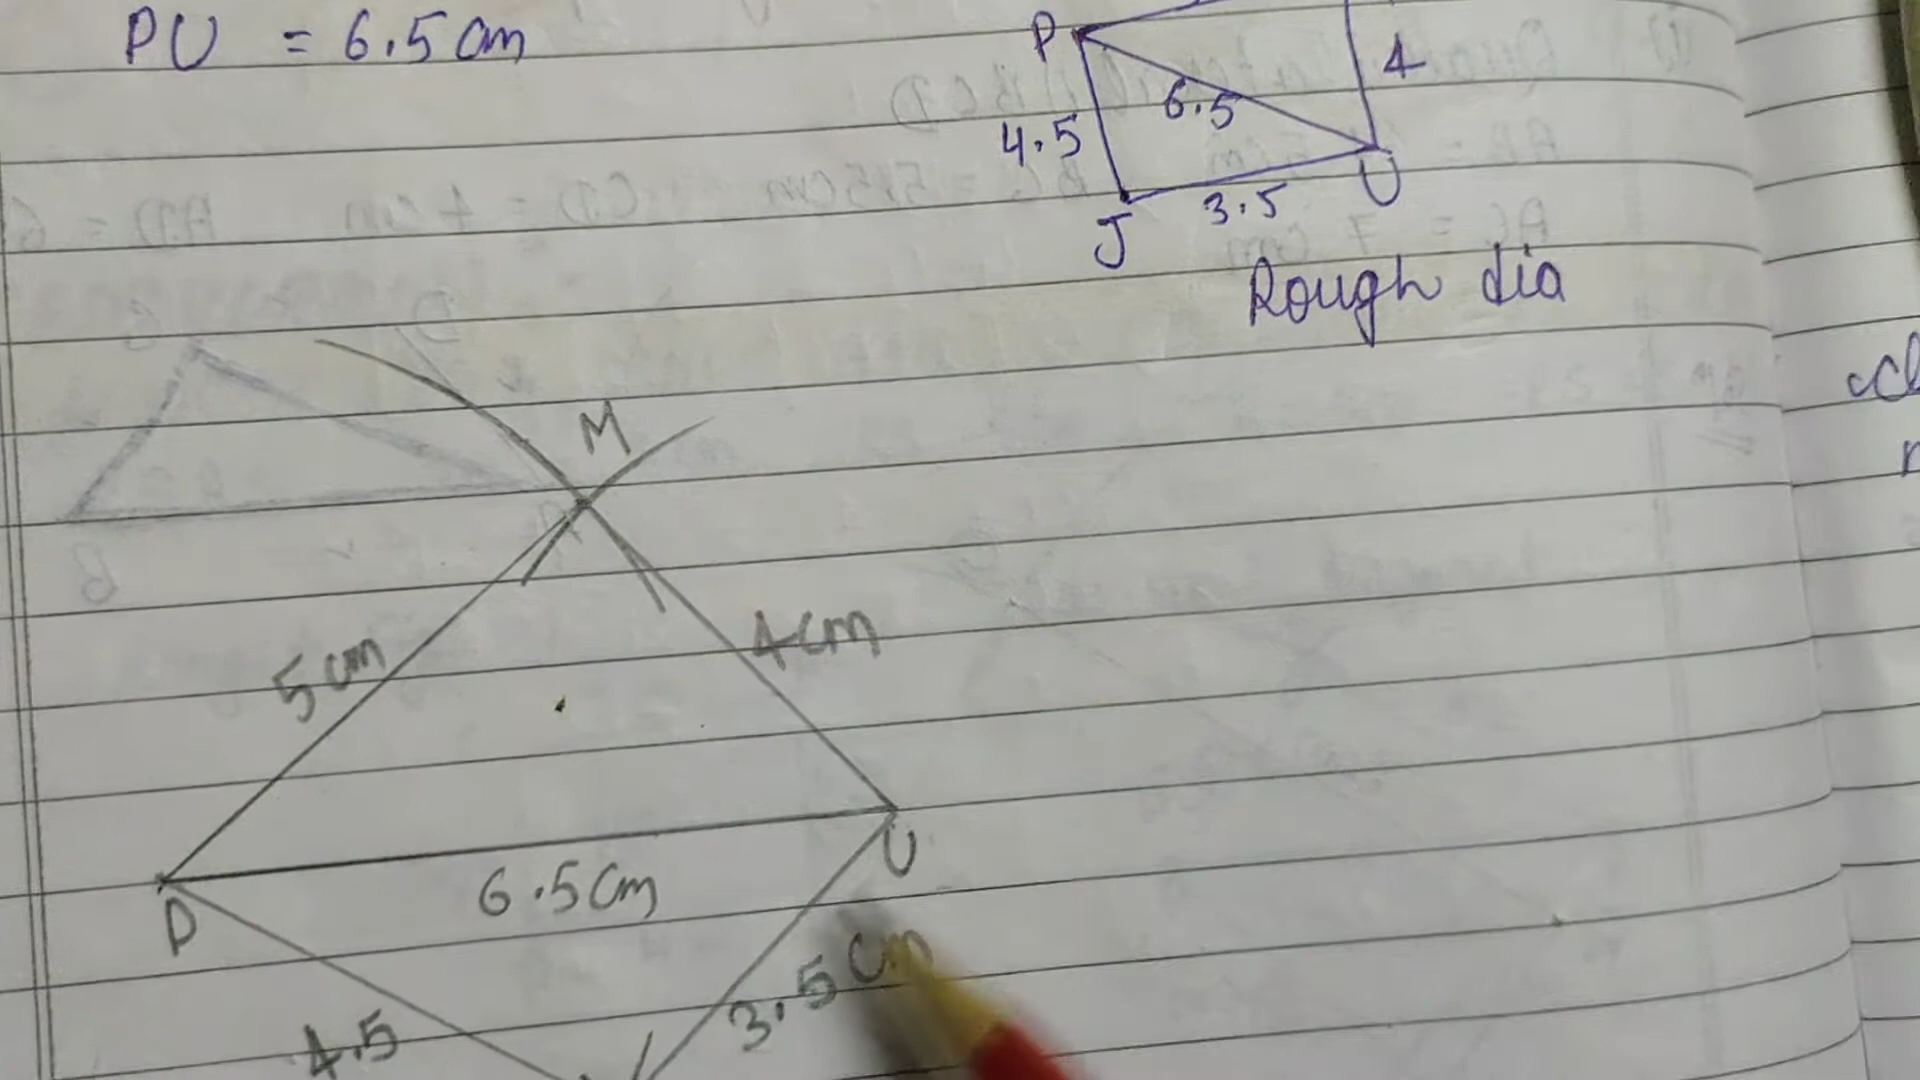 PU = 6.5 cm
P
4
6.5
4.5
U
3.5
J
Rough dia
M
5 cm
4 cm
U
6.5 cm
P
3.5 cm
4.5